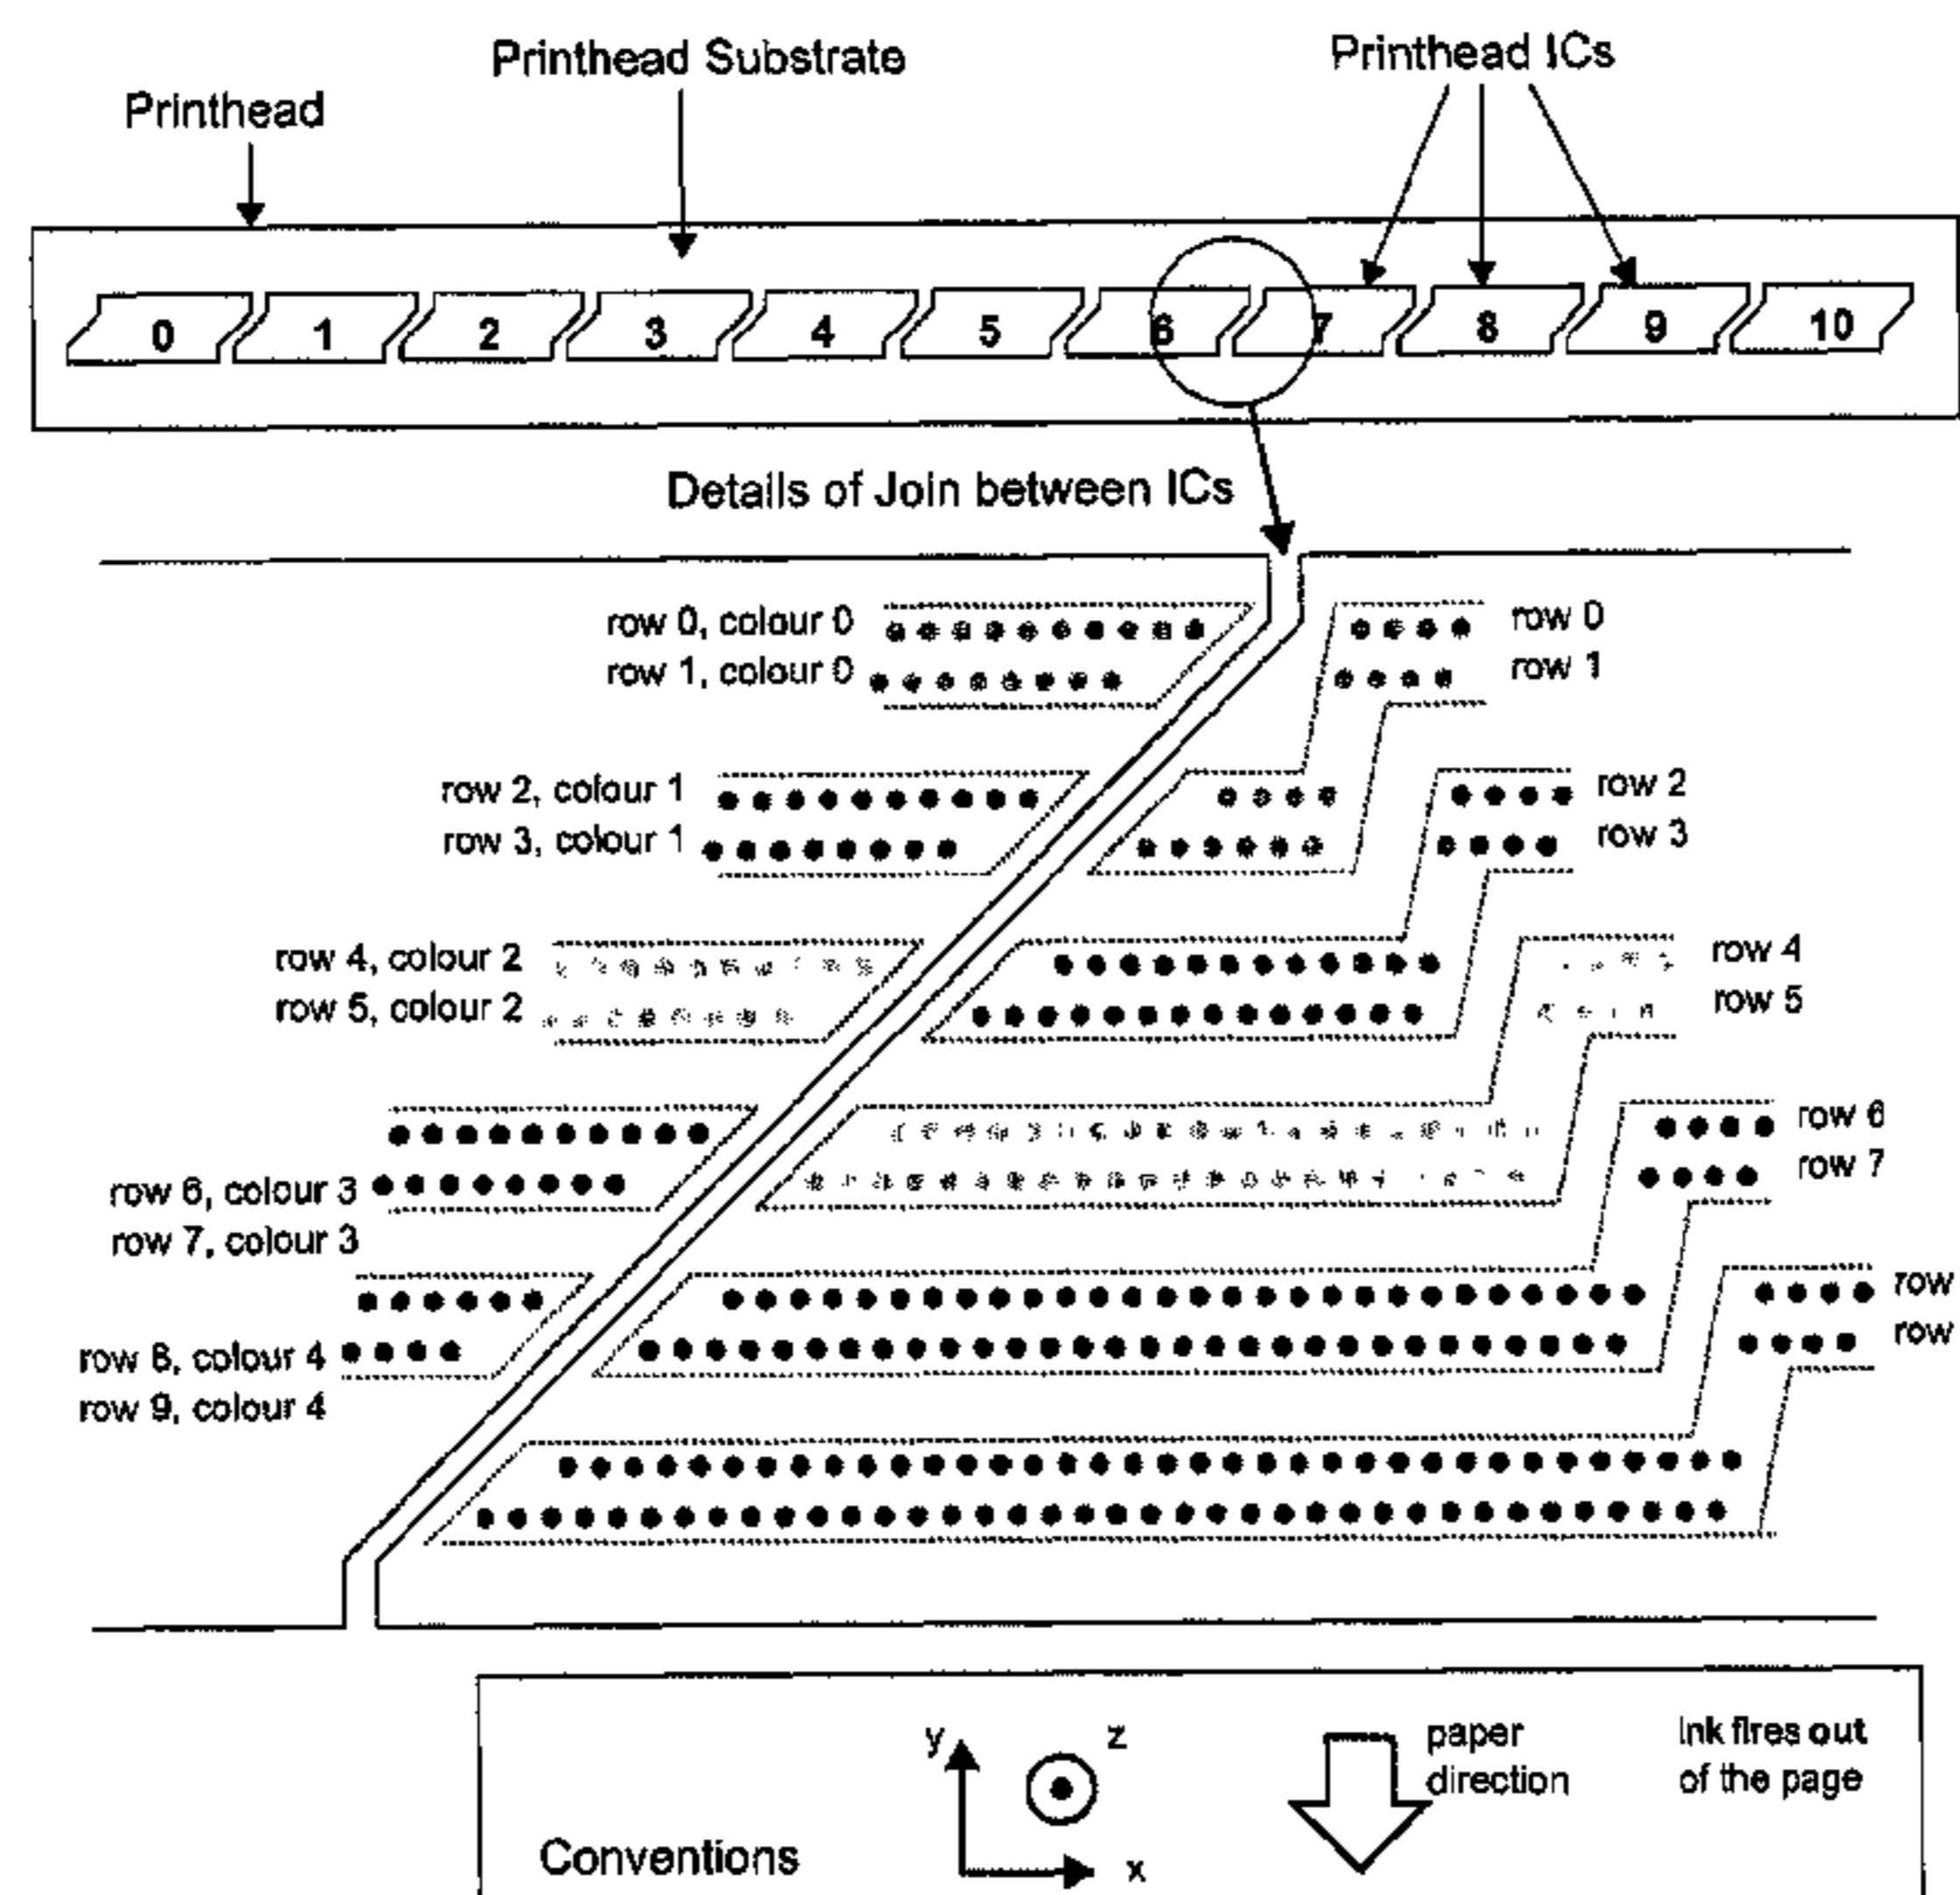 Printhead Substrate
Printhead ICs
Printhead
0 1 2 3 4 5 6 7 8 9 10
Details of Join between ICs
row 0, colour 0
row 0
row 1, colour 0
row 1
row 2, colour 1
row 2
row 3, colour 1
row 3
row 4, colour 2
row 4
row 5, colour 2
row 5
row 6
row 7
row 6, colour 3
row 7, colour 3
row
row
row 8, colour 4
row 9, colour 4
y
z
x
paper
direction
Ink fires out
of the page
Conventions